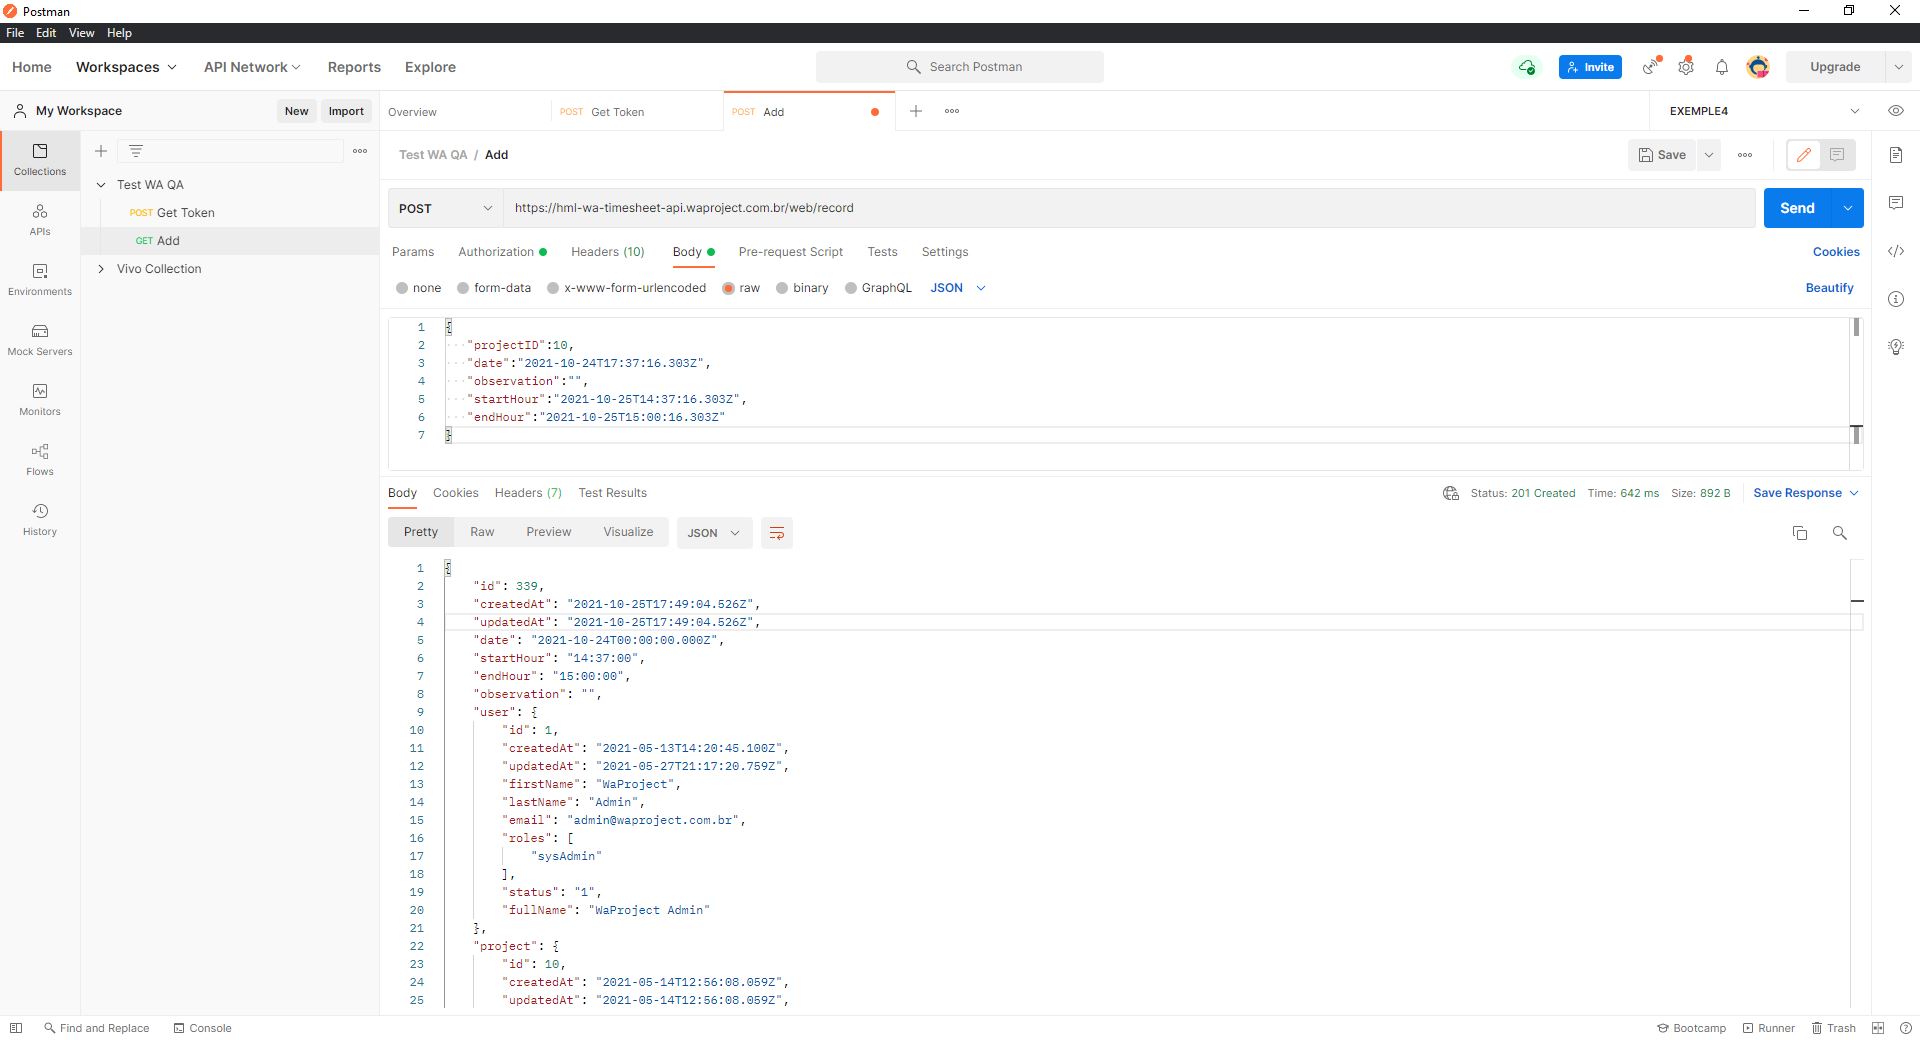 Postman
File Edit View Help
Home Workspaces API Network Reports Explore Search Postman Invite Upgrade
My Workspace New Import Overview POST Get Token POST Add EXEMPLE4
Collections
APIs
Environments
Mock Servers
Monitors
Flows
History
Test WA QA
POST Get Token
GET Add
Vivo Collection
Test WA QA / Add Save
POST https://hml-wa-timesheet-api.waproject.com.br/web/record Send
Params Authorization Headers (10) Body Pre-request Script Tests Settings Cookies
none form-data x-www-form-urlencoded raw binary GraphQL JSON Beautify
1 {
2 "projectID":10,
3 "date":"2021-10-24T17:37:16.303Z",
4 "observation":"",
5 "startHour":"2021-10-25T14:37:16.303Z",
6 "endHour":"2021-10-25T15:00:16.303Z"
7 }
Body Cookies Headers (7) Test Results Status: 201 Created Time: 642 ms Size: 892 B Save Response
Pretty Raw Preview Visualize JSON
1 {
2 "id": 339,
3 "createdAt": "2021-10-25T17:49:04.526Z",
4 "updatedAt": "2021-10-25T17:49:04.526Z",
5 "date": "2021-10-24T00:00:00.000Z",
6 "startHour": "14:37:00",
7 "endHour": "15:00:00",
8 "observation": "",
9 "user": {
10 "id": 1,
11 "createdAt": "2021-05-13T14:20:45.100Z",
12 "updatedAt": "2021-05-27T21:17:20.759Z",
13 "firstName": "WaProject",
14 "lastName": "Admin",
15 "email": "admin@waproject.com.br",
16 "roles": [
17 "sysAdmin"
18 ],
19 "status": "1",
20 "fullName": "WaProject Admin"
21 },
22 "project": {
23 "id": 10,
24 "createdAt": "2021-05-14T12:56:08.059Z",
25 "updatedAt": "2021-05-14T12:56:08.059Z",
Find and Replace Console Bootcamp Runner Trash